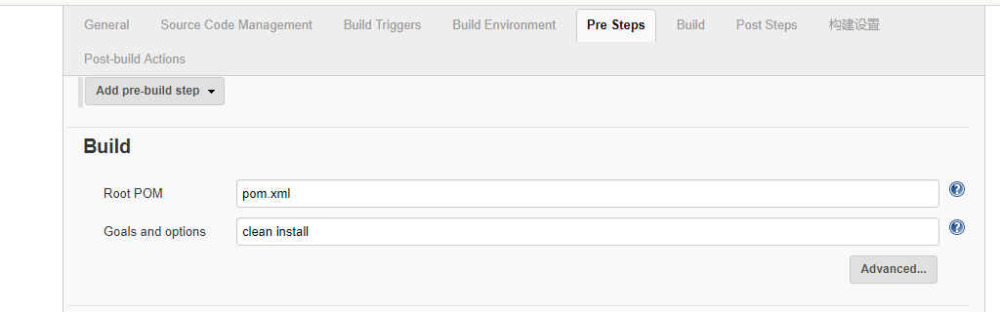 General Source Code Management Build Triggers Build Environment Pre Steps Build Post Steps 构建设置
Post-build Actions
Add pre-build step
Build
Root POM pom.xml
Goals and options clean install
Advanced...